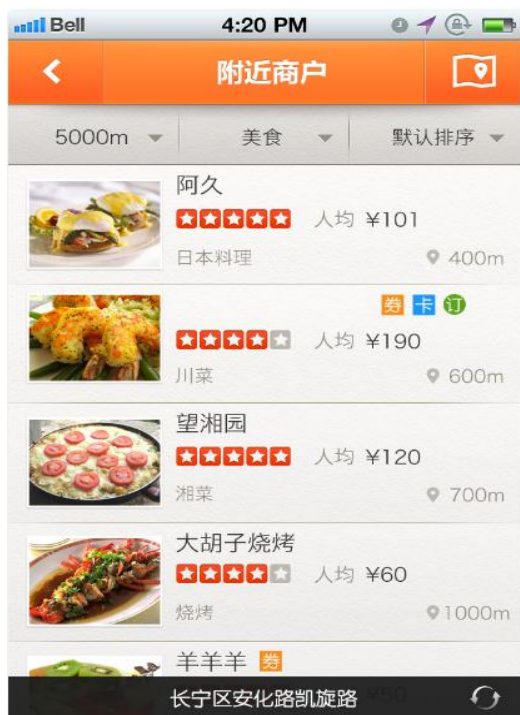 Bell 4:20 PM
附近商户
5000m 美食 默认排序
阿久
人均 ¥101
日本料理 400m
券 卡 订
人均 ¥190
川菜 600m
望湘园
人均 ¥120
湘菜 700m
大胡子烧烤
人均 ¥60
烧烤 1000m
羊羊羊 券
¥50
长宁区安化路凯旋路